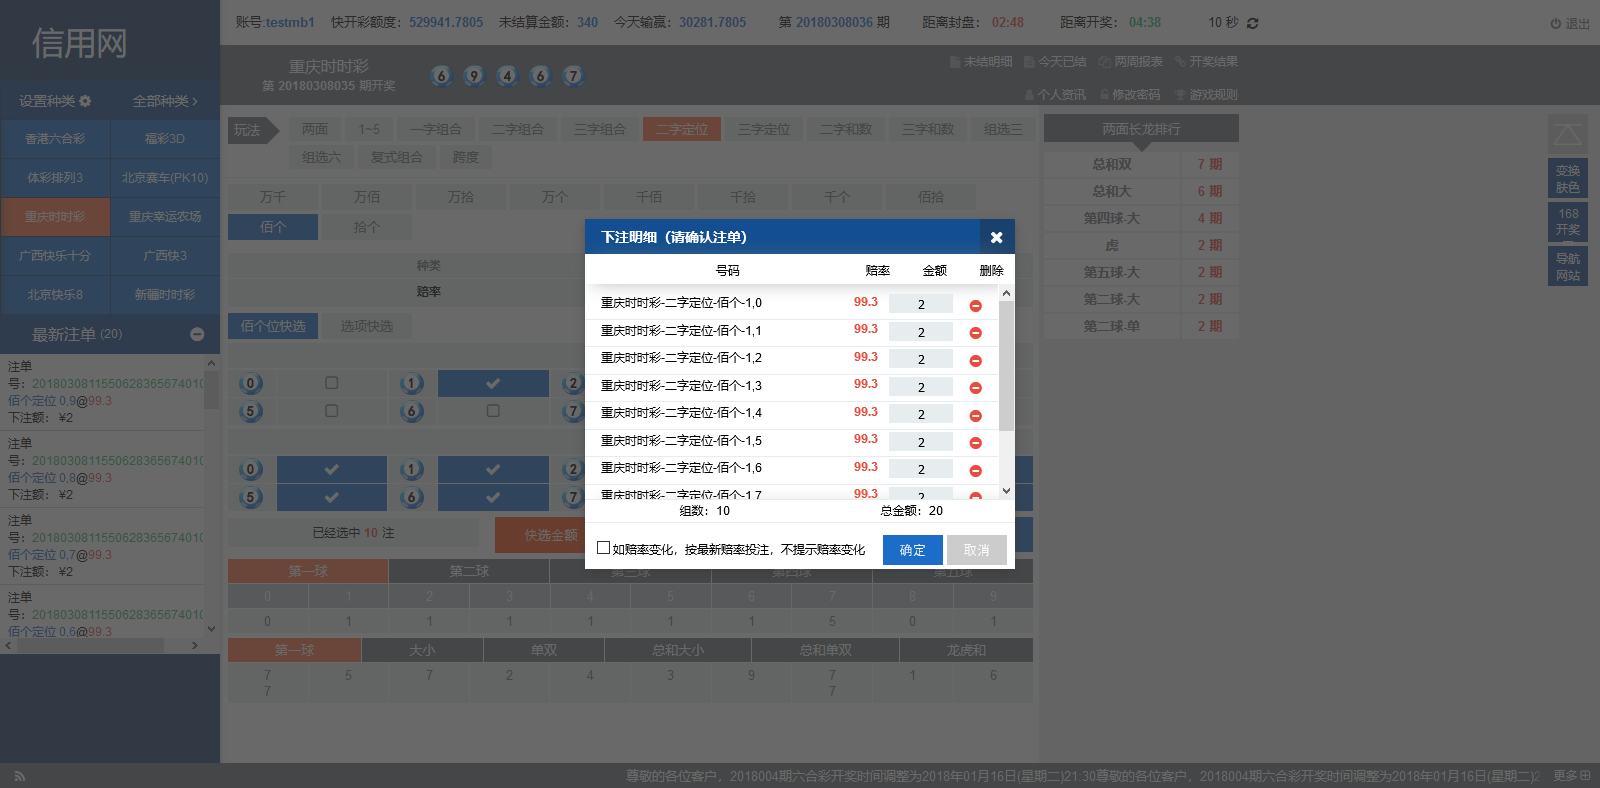 信用网
账号:testmb1 快开彩额度：529941.7805 未结算金额：340 今天输赢：30281.7805 第 20180308036 期 距离封盘：02:48 距离开奖：04:38 10 秒 退出
重庆时时彩
第 20180308035 期开奖
6 9 4 6 7
未结明细 今天已结 两周报表 开奖结果
个人资讯 修改密码 游戏规则
设置种类 全部种类
香港六合彩 福彩3D
体彩排列3 北京赛车(PK10)
重庆时时彩 重庆幸运农场
广西快乐十分 广西快3
北京快乐8 新疆时时彩
最新注单 (20)
注单
号：2018030811550628365674010
佰个定位 0,9@99.3
下注额： ¥2
注单
号：2018030811550628365674010
佰个定位 0,8@99.3
下注额： ¥2
注单
号：2018030811550628365674010
佰个定位 0,7@99.3
下注额： ¥2
注单
号：2018030811550628365674010
佰个定位 0,6@99.3
玩法 两面 1~5 一字组合 二字组合 三字组合 二字定位 三字定位 二字和数 三字和数 组选三
组选六 复式组合 跨度
万千 万佰 万拾 万个 千佰 千拾 千个 佰拾
佰个 拾个
种类
赔率
佰个位快选 选项快选
0 1 2
5 6 7
0 1 2
5 6 7
已经选中 10 注 快选金额
第一球 第二球 第三球 第四球 第五球
0 1 2 3 4 5 6 7 8 9
0 1 1 1 1 1 1 5 0 1
第一球 大小 单双 总和大小 总和单双 龙虎和
7 5 7 2 4 3 9 7 1 6
7 7
下注明细（请确认注单）
号码 赔率 金额 删除
重庆时时彩-二字定位-佰个-1,0 99.3 2
重庆时时彩-二字定位-佰个-1,1 99.3 2
重庆时时彩-二字定位-佰个-1,2 99.3 2
重庆时时彩-二字定位-佰个-1,3 99.3 2
重庆时时彩-二字定位-佰个-1,4 99.3 2
重庆时时彩-二字定位-佰个-1,5 99.3 2
重庆时时彩-二字定位-佰个-1,6 99.3 2
重庆时时彩-二字定位-佰个-1,7 99.3 2
组数：10 总金额：20
如赔率变化，按最新赔率投注，不提示赔率变化 确定 取消
两面长龙排行
总和双 7 期
总和大 6 期
第四球-大 4 期
虎 2 期
第五球-大 2 期
第二球-大 2 期
第二球-单 2 期
变换
肤色
168
开奖
导航
网站
尊敬的各位客户，2018004期六合彩开奖时间调整为2018年01月16日(星期二)21:30尊敬的各位客户，2018004期六合彩开奖时间调整为2018年01月16日(星期二)2 更多